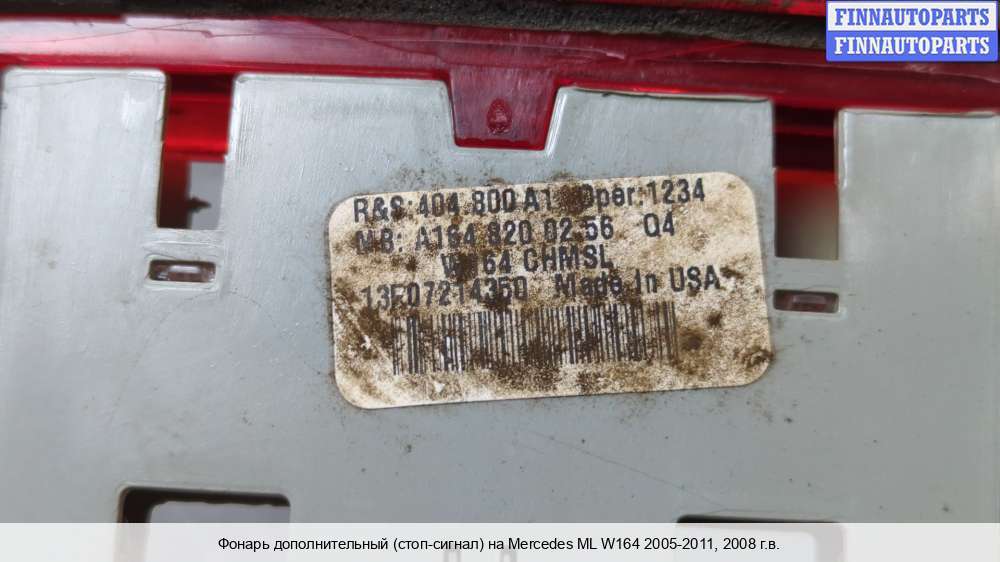 FINNAUTOPARTS
FINNAUTOPARTS
R&S:404.800 A1 Oper:1234
MB: A164 820 02 56 Q4
W164 CHMSL
Made In USA
Фонарь дополнительный (стоп-сигнал) на Mercedes ML W164 2005-2011, 2008 г.в.